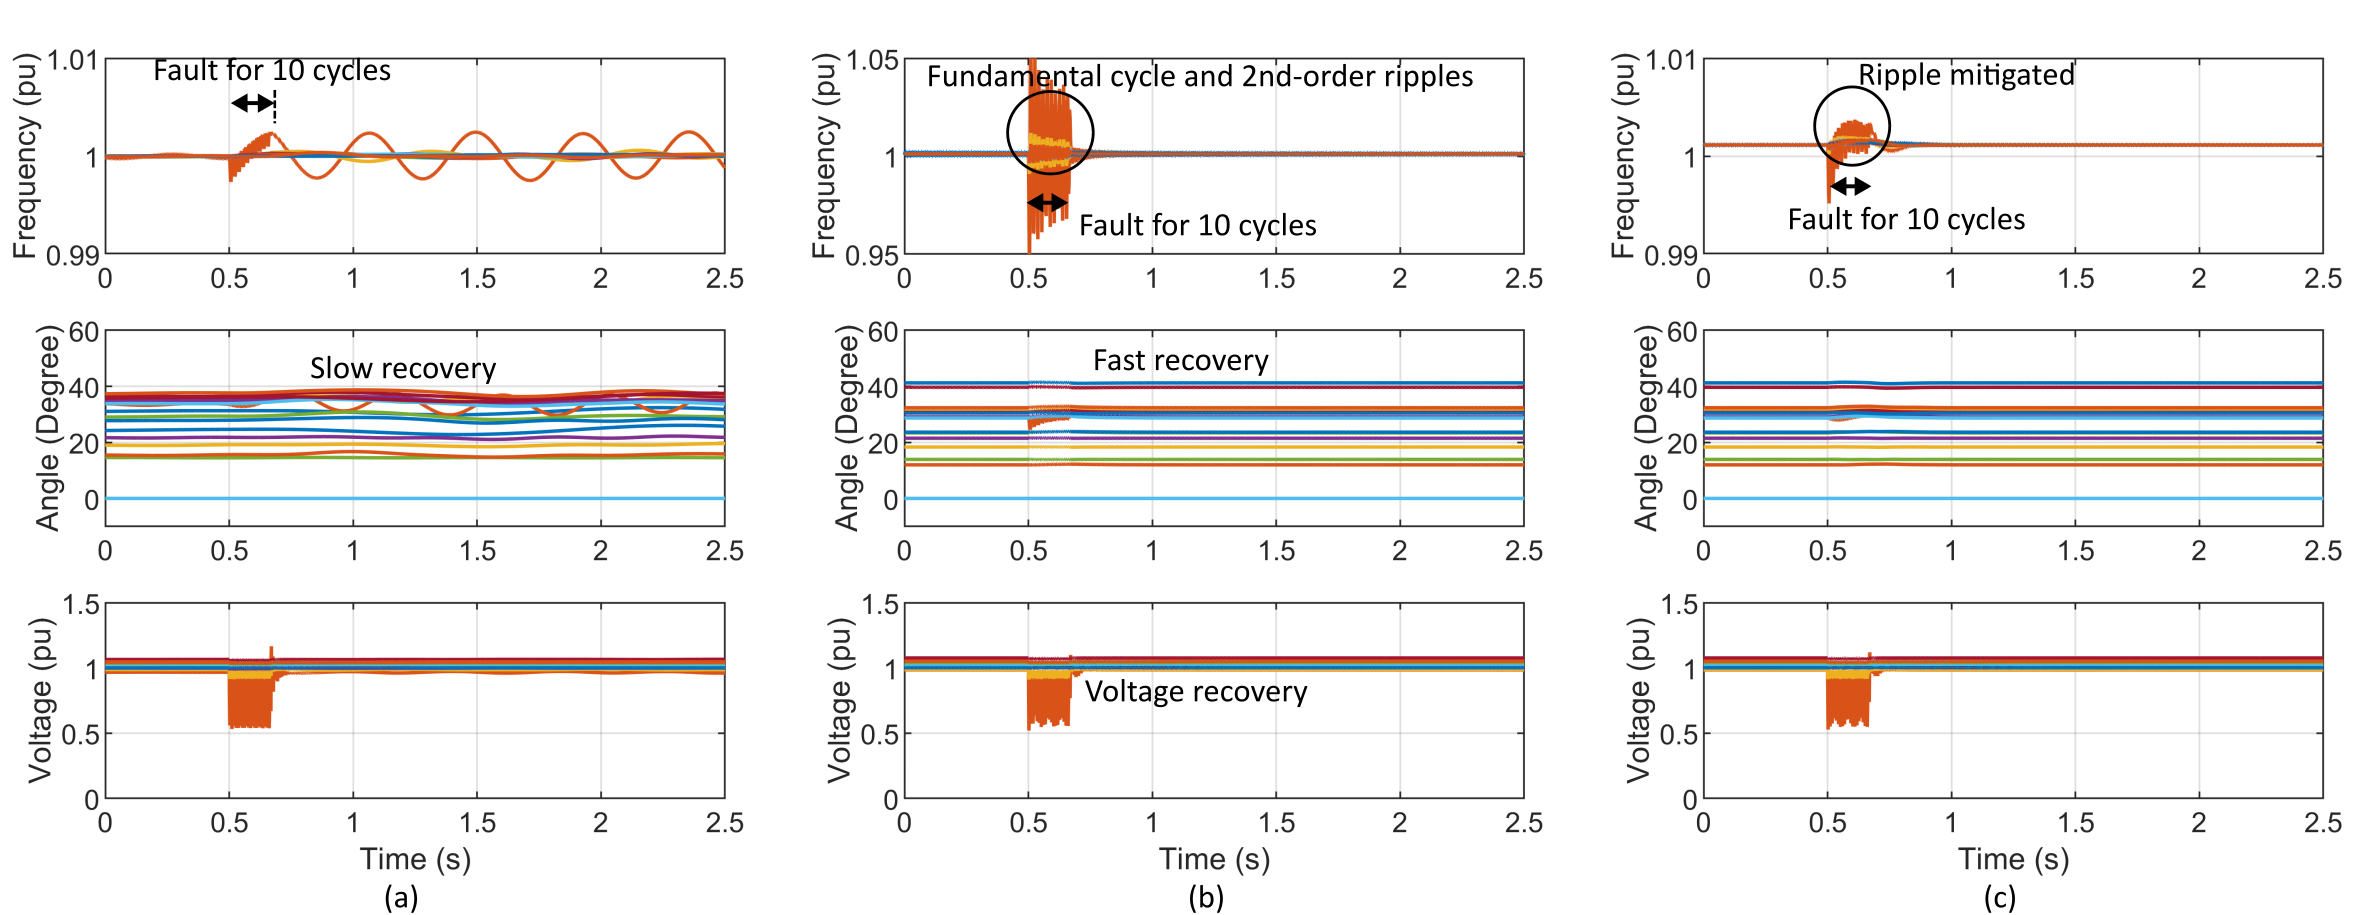 Frequency (pu)
1.01
1
0.99
Fault for 10 cycles
0 0.5 1 1.5 2 2.5
Angle (Degree)
60
40
20
0
Slow recovery
0 0.5 1 1.5 2 2.5
Voltage (pu)
1.5
1
0.5
0
0 0.5 1 1.5 2 2.5
Time (s)
(a)
Frequency (pu)
1.05
1
0.95
Fundamental cycle and 2nd-order ripples
Fault for 10 cycles
0 0.5 1 1.5 2 2.5
Angle (Degree)
60
40
20
0
Fast recovery
0 0.5 1 1.5 2 2.5
Voltage (pu)
1.5
1
0.5
0
Voltage recovery
0 0.5 1 1.5 2 2.5
Time (s)
(b)
Frequency (pu)
1.01
1
0.99
Ripple mitigated
Fault for 10 cycles
0 0.5 1 1.5 2 2.5
Angle (Degree)
60
40
20
0
0 0.5 1 1.5 2 2.5
Voltage (pu)
1.5
1
0.5
0
0 0.5 1 1.5 2 2.5
Time (s)
(c)